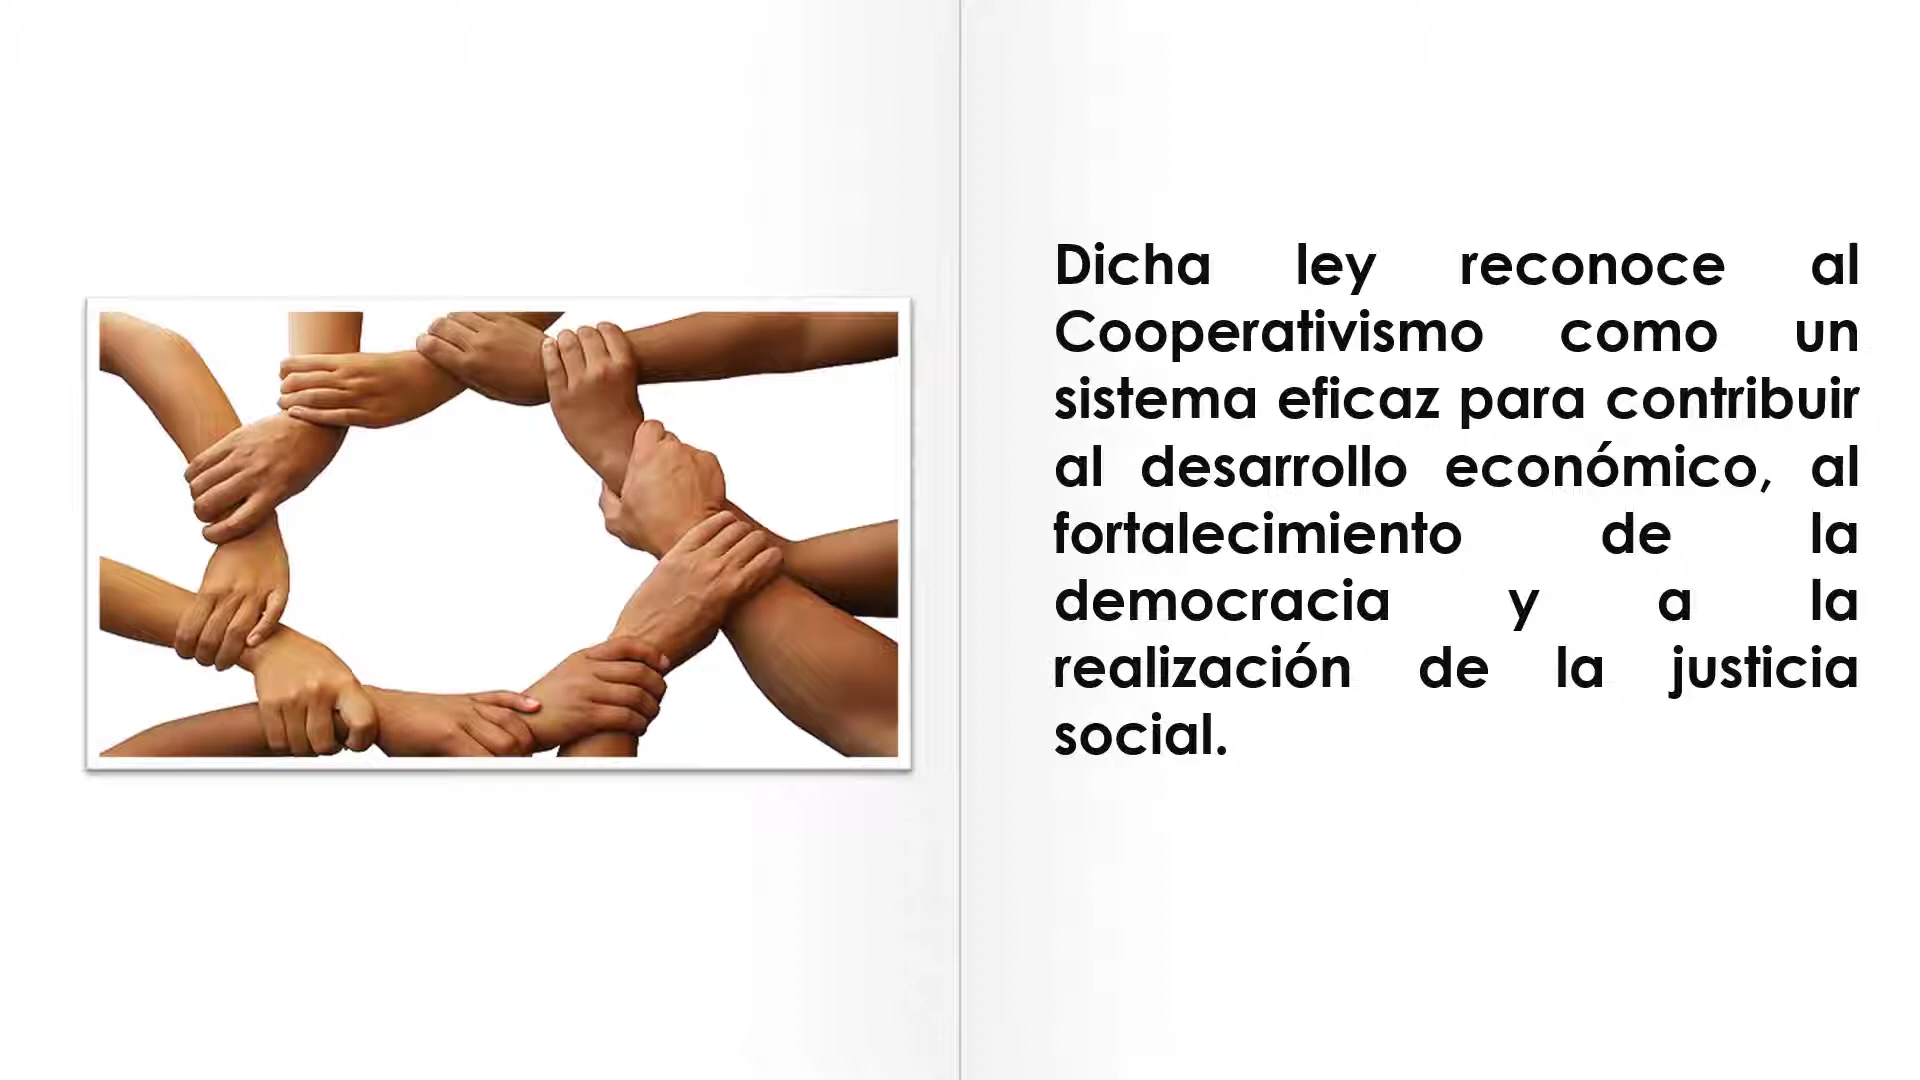 Dicha ley reconoce al
Cooperativismo como un
sistema eficaz para contribuir
al desarrollo económico, al
fortalecimiento de la
democracia y a la
realización de la justicia
social.